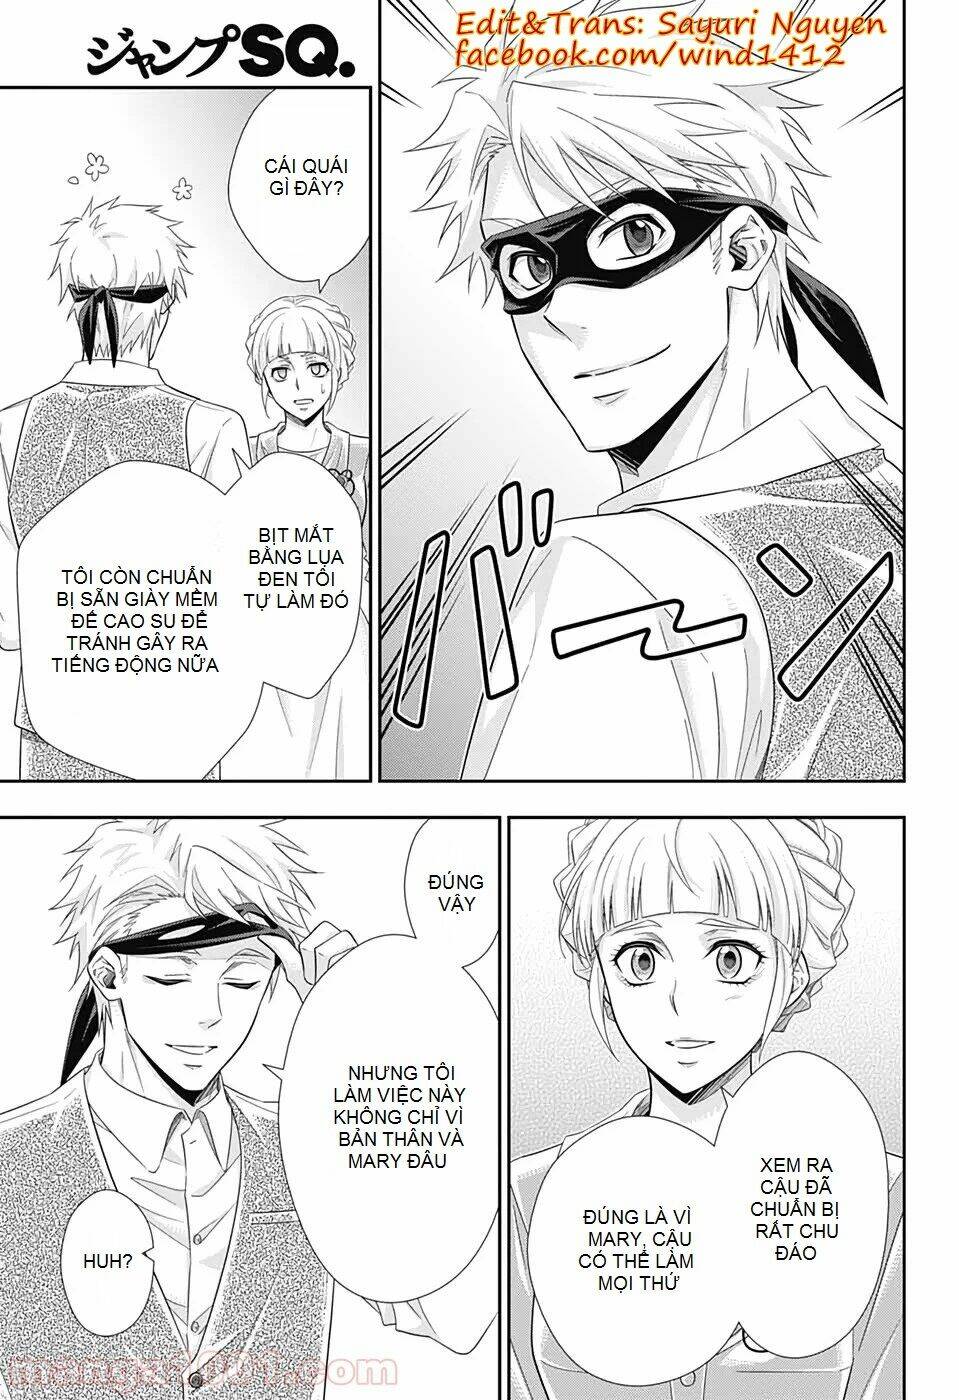 ジャンプSQ.
Edit&Trans: Sayuri Nguyen
facebook.com/wind1412
バーン
CÁI QUÁI
GÌ ĐÂY?
BỊT MẮT
BẰNG LỤA
ĐEN TÔI
TỰ LÀM ĐÓ
TÔI CÒN CHUẨN
BỊ SẴN GIÀY MỀM
ĐẾ CAO SU ĐỂ
TRÁNH GÂY RA
TIẾNG ĐỘNG NỮA
XEM RA
CẬU ĐÃ
CHUẨN BỊ
RẤT CHU
ĐÁO
ĐÚNG LÀ VÌ
MARY, CẬU
CÓ THỂ LÀM
MỌI THỨ
ĐÚNG
VẬY
NHƯNG TÔI
LÀM VIỆC NÀY
KHÔNG CHỈ VÌ
BẢN THÂN VÀ
MARY ĐÂU
HUH?
manga1001.com